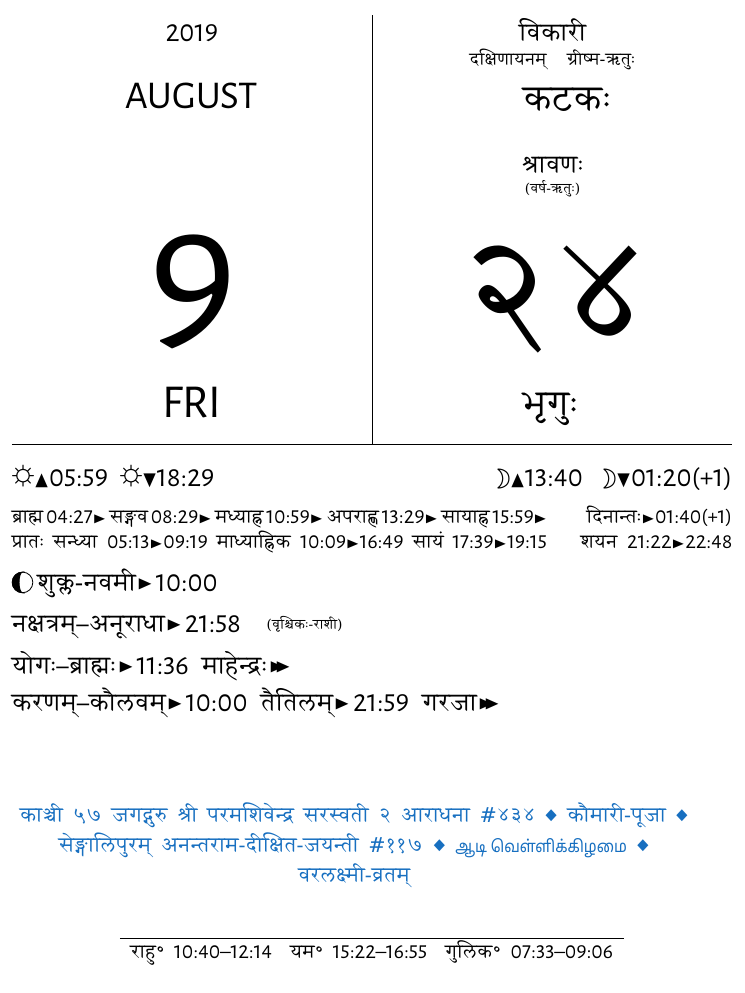 2019
AUGUST
9
FRI
विकारी
दक्षिणायनम् ग्रीष्म-ऋतुः
कटकः
श्रावणः
(वर्ष-ऋतुः)
२४
भृगुः
☼▲05:59 ☼▼18:29 ☽▲13:40 ☽▼01:20(+1)
ब्राह्म 04:27► सङ्गव 08:29► मध्याह्न 10:59► अपराह्ण 13:29► सायाह्न 15:59► दिनान्तः►01:40(+1)
प्रातः सन्ध्या 05:13►09:19 माध्याह्निक 10:09►16:49 सायं 17:39►19:15 शयन 21:22►22:48
शुक्ल-नवमी►10:00
नक्षत्रम्–अनूराधा►21:58 (वृश्चिकः-राशी)
योगः–ब्राह्मः►11:36 माहेन्द्रः►►
करणम्–कौलवम्►10:00 तैतिलम्►21:59 गरजा►►
काञ्ची ५७ जगद्गुरु श्री परमशिवेन्द्र सरस्वती २ आराधना #४३४ ◆ कौमारी-पूजा ◆
सेङ्गालिपुरम् अनन्तराम-दीक्षित-जयन्ती #११७ ◆ ஆடி வெள்ளிக்கிழமை ◆
वरलक्ष्मी-व्रतम्
राहु° 10:40–12:14 यम° 15:22–16:55 गुलिक° 07:33–09:06